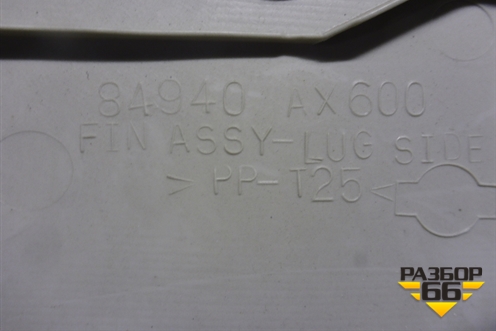 84940 AX600
FIN ASSY-LUG SIDE
> PP-T25 <
РАЗБОР
66